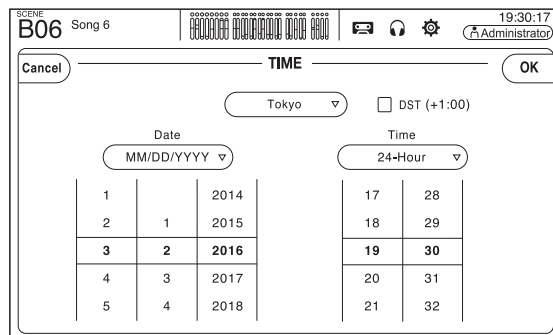 SCENE
B06 Song 6
19:30:17
Administrator
Cancel
TIME
OK
Tokyo ▿
DST (+1:00)
Date
Time
MM/DD/YYYY ▿
24-Hour ▿
1 2014 17 28
2 1 2015 18 29
3 2 2016 19 30
4 3 2017 20 31
5 4 2018 21 32